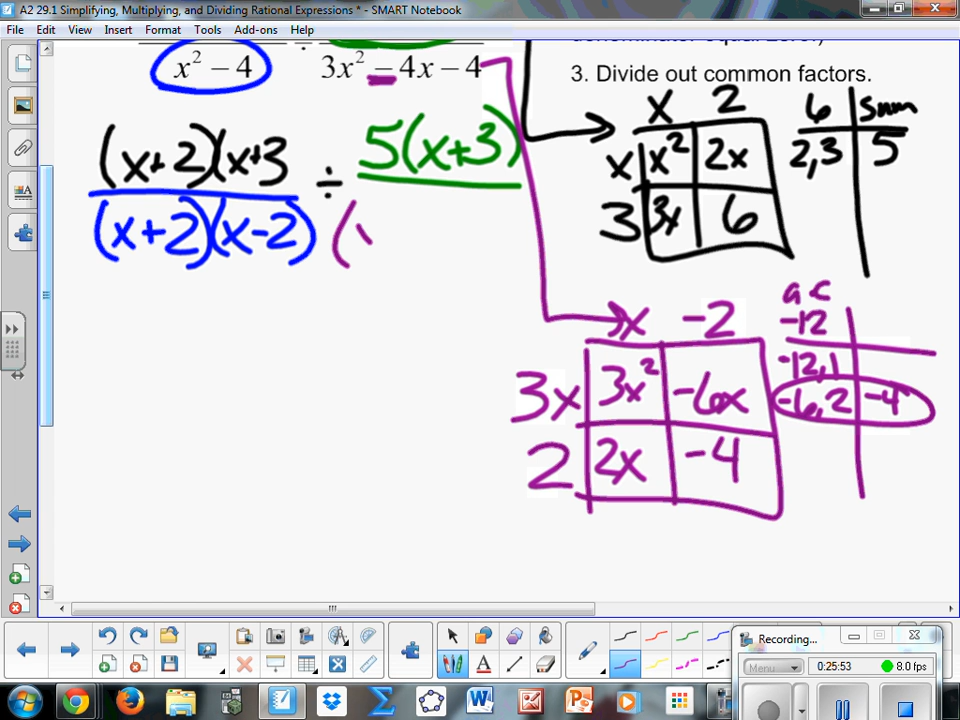 A2 29.1 Simplifying, Multiplying, and Dividing Rational Expressions * - SMART Notebook
File Edit View Insert Format Tools Add-ons Help
x² – 4 ÷ 3x² – 4x – 4
3. Divide out common factors.
(x+2)(x+3 ÷ 5(x+3)
(x+2)(x-2) (
x 2
x x² 2x
3 3x 6
6 sum
2,3 5
ac
-12
-12,1
-6,2 -4
x -2
3x 3x² -6x
2 2x -4
Recording...
Menu
0:25:53 8.0 fps